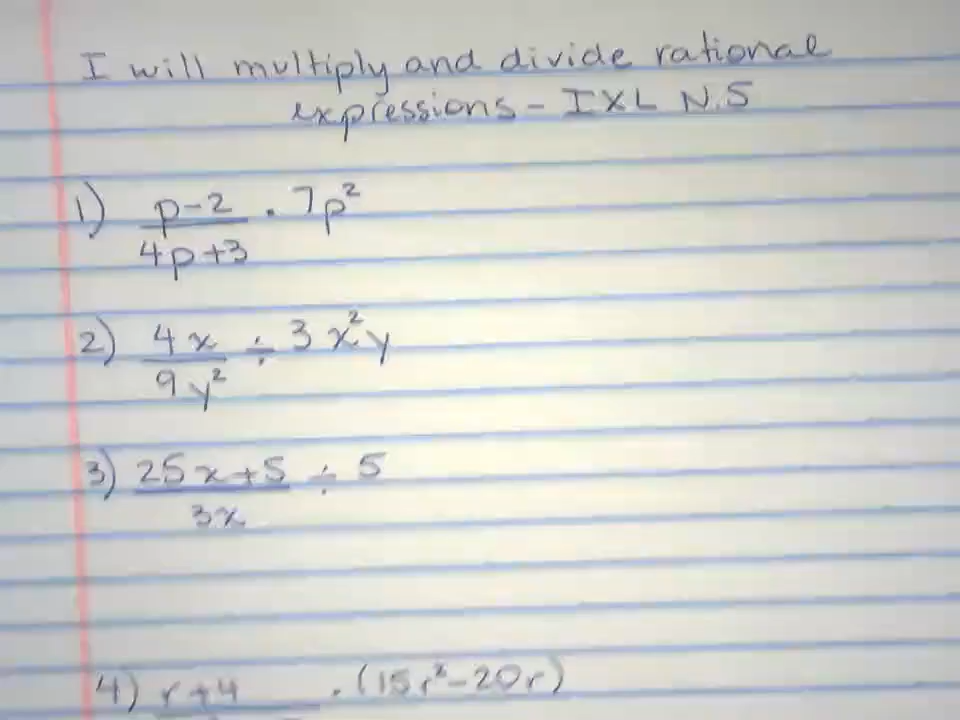 I will multiply and divide rational
expressions - IXL N.5
1) p-2 . 7p²
4p+3
2) 4x ÷ 3x²y
9y²
3) 25x+5 ÷ 5
3x
4) r+4 . (15r²-20r)